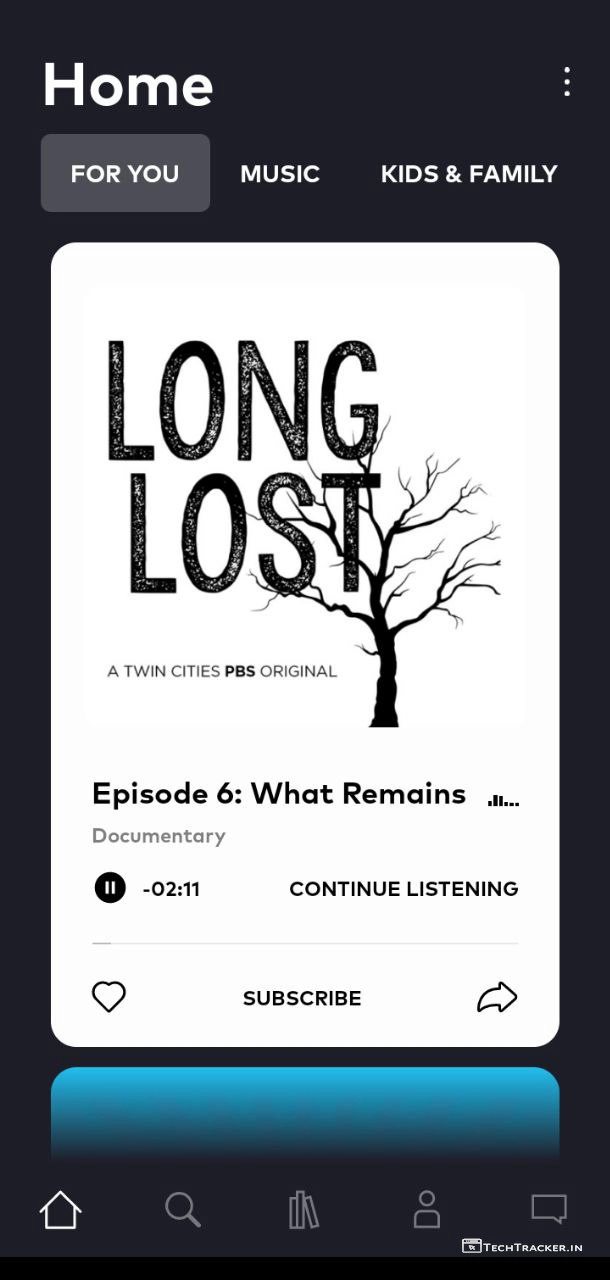 Home
FOR YOU MUSIC KIDS & FAMILY
LONG
LOST
A TWIN CITIES PBS ORIGINAL
Episode 6: What Remains
Documentary
-02:11 CONTINUE LISTENING
SUBSCRIBE
TECHTRACKER.IN